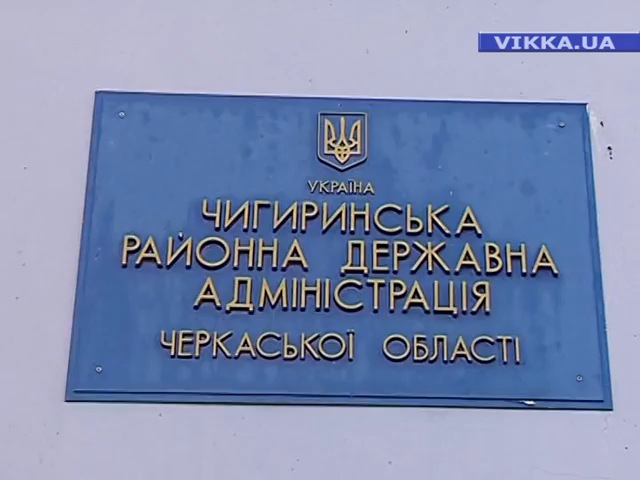 VIKKA.UA
УКРАЇНА
ЧИГИРИНСЬКА
РАЙОННА ДЕРЖАВНА
АДМІНІСТРАЦІЯ
ЧЕРКАСЬКОЇ ОБЛАСТІ